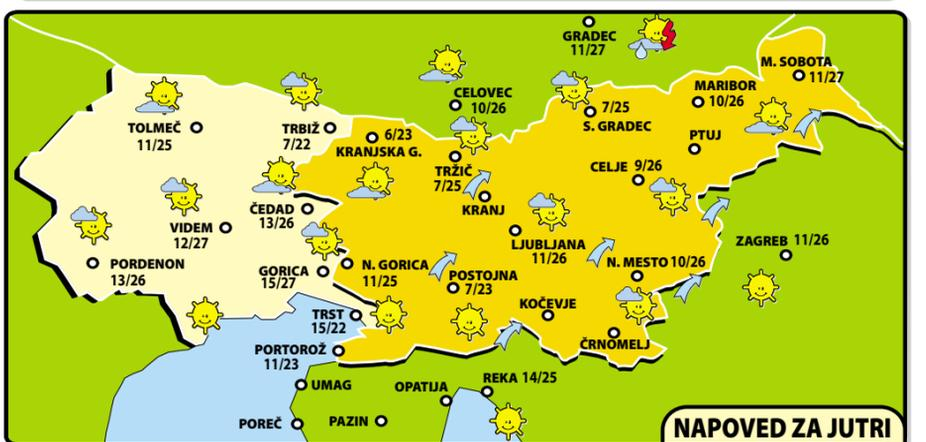 GRADEC
11/27
M. SOBOTA
11/27
MARIBOR
10/26
CELOVEC
10/26
7/25
S. GRADEC
TOLMEČ
11/25
TRBIŽ
7/22
6/23
KRANJSKA G.
PTUJ
TRŽIČ
7/25
CELJE 9/26
KRANJ
ČEDAD
13/26
VIDEM
12/27
LJUBLJANA
11/26
ZAGREB 11/26
PORDENON
13/26
GORICA
15/27
N. GORICA
11/25
POSTOJNA
7/23
N. MESTO 10/26
KOČEVJE
TRST
15/22
ČRNOMELJ
PORTOROŽ
11/23
UMAG
OPATIJA
REKA 14/25
POREČ
PAZIN
NAPOVED ZA JUTRI